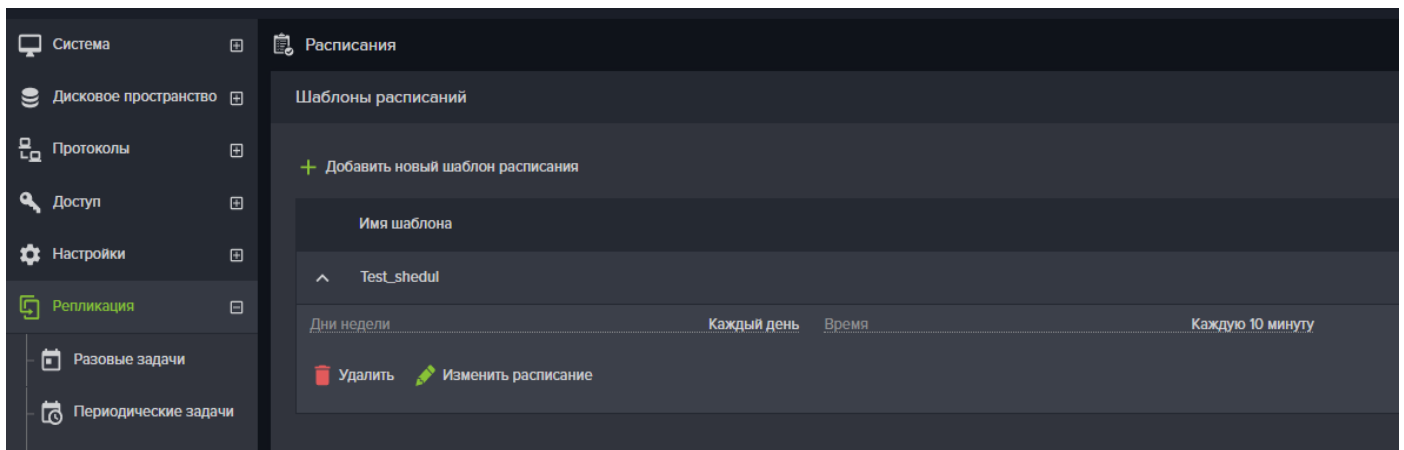 Система
Дисковое пространство
Протоколы
Доступ
Настройки
Репликация
Разовые задачи
Периодические задачи
Расписания
Шаблоны расписаний
Добавить новый шаблон расписания
Имя шаблона
Test_shedul
Дни недели Каждый день Время Каждую 10 минуту
Удалить Изменить расписание